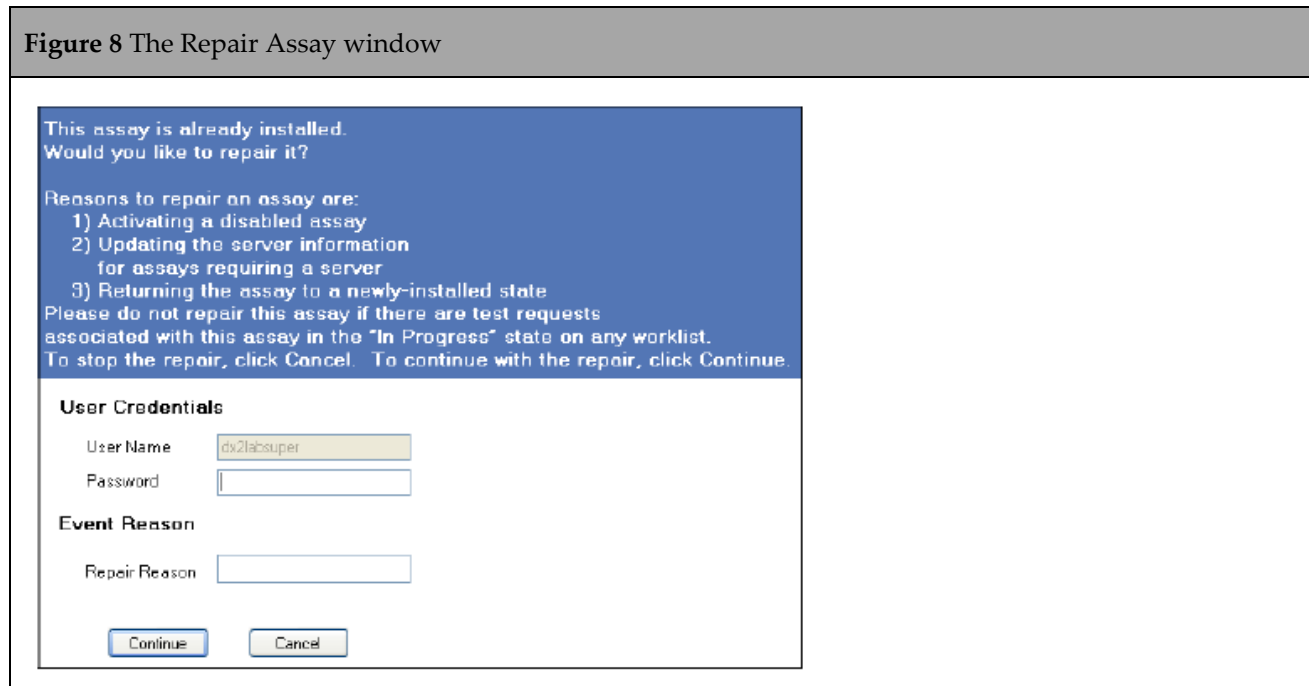 Figure 8 The Repair Assay window
This assay is already installed.
Would you like to repair it?
Reasons to repair an assay are:
1) Activating a disabled assay
2) Updating the server information
for assays requiring a server
3) Returning the assay to a newly-installed state
Please do not repair this assay if there are test requests
associated with this assay in the "In Progress" state on any worklist.
To stop the repair, click Cancel. To continue with the repair, click Continue.
User Credentials
User Name dx2labsuper
Password
Event Reason
Repair Reason
Continue Cancel